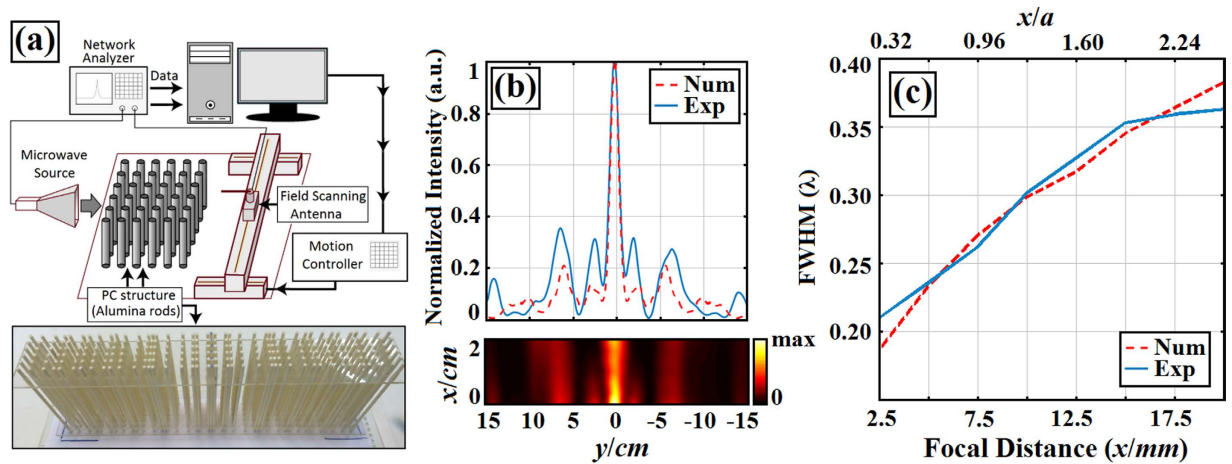 (a)
Network
Analyzer
Data
Microwave
Source
Field Scanning
Antenna
Motion
Controller
PC structure
(Alumina rods)
(b)
Normalized Intensity (a.u.)
1
0.8
0.6
0.4
0.2
0
Num
Exp
x/cm
2
0
max
0
15 10 5 0 -5 -10 -15
y/cm
x/a
0.32 0.96 1.60 2.24
(c)
FWHM (λ)
0.40
0.35
0.30
0.25
0.20
Num
Exp
2.5 7.5 10 12.5 17.5
Focal Distance (x/mm)